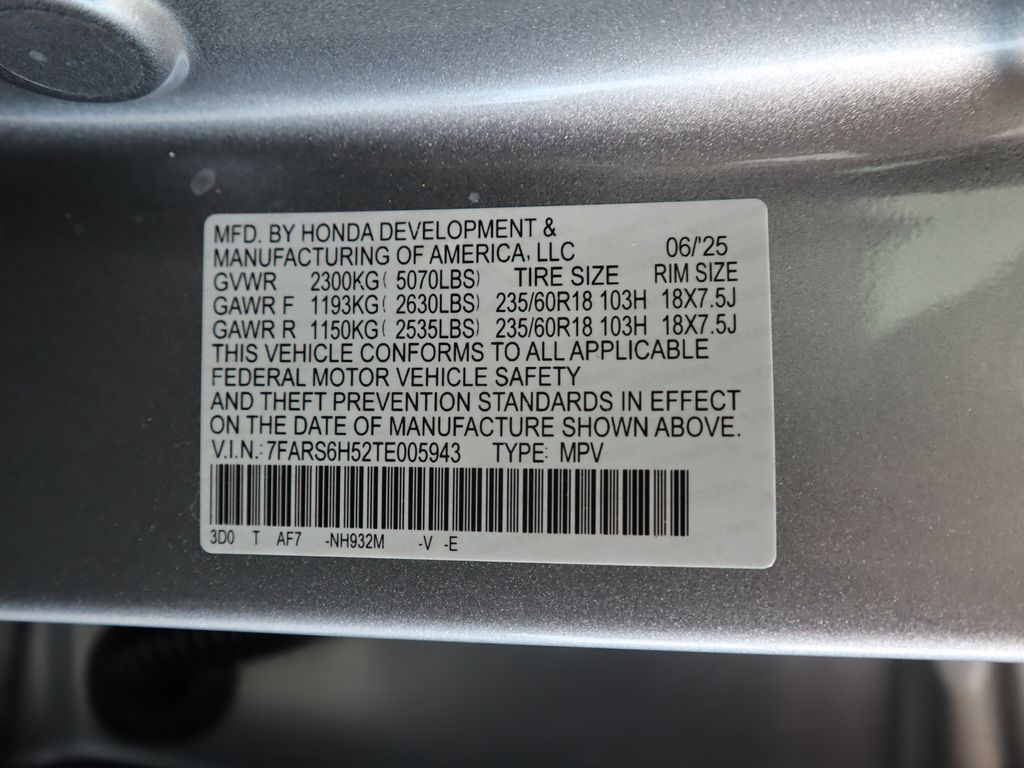 MFD. BY HONDA DEVELOPMENT &
MANUFACTURING OF AMERICA, LLC 06/'25
GVWR 2300KG( 5070LBS) TIRE SIZE RIM SIZE
GAWR F 1193KG( 2630LBS) 235/60R18 103H 18X7.5J
GAWR R 1150KG( 2535LBS) 235/60R18 103H 18X7.5J
THIS VEHICLE CONFORMS TO ALL APPLICABLE
FEDERAL MOTOR VEHICLE SAFETY
AND THEFT PREVENTION STANDARDS IN EFFECT
ON THE DATE OF MANUFACTURE SHOWN ABOVE.
V.I.N.: 7FARS6H52TE005943 TYPE: MPV
3D0 T AF7 -NH932M -V -E